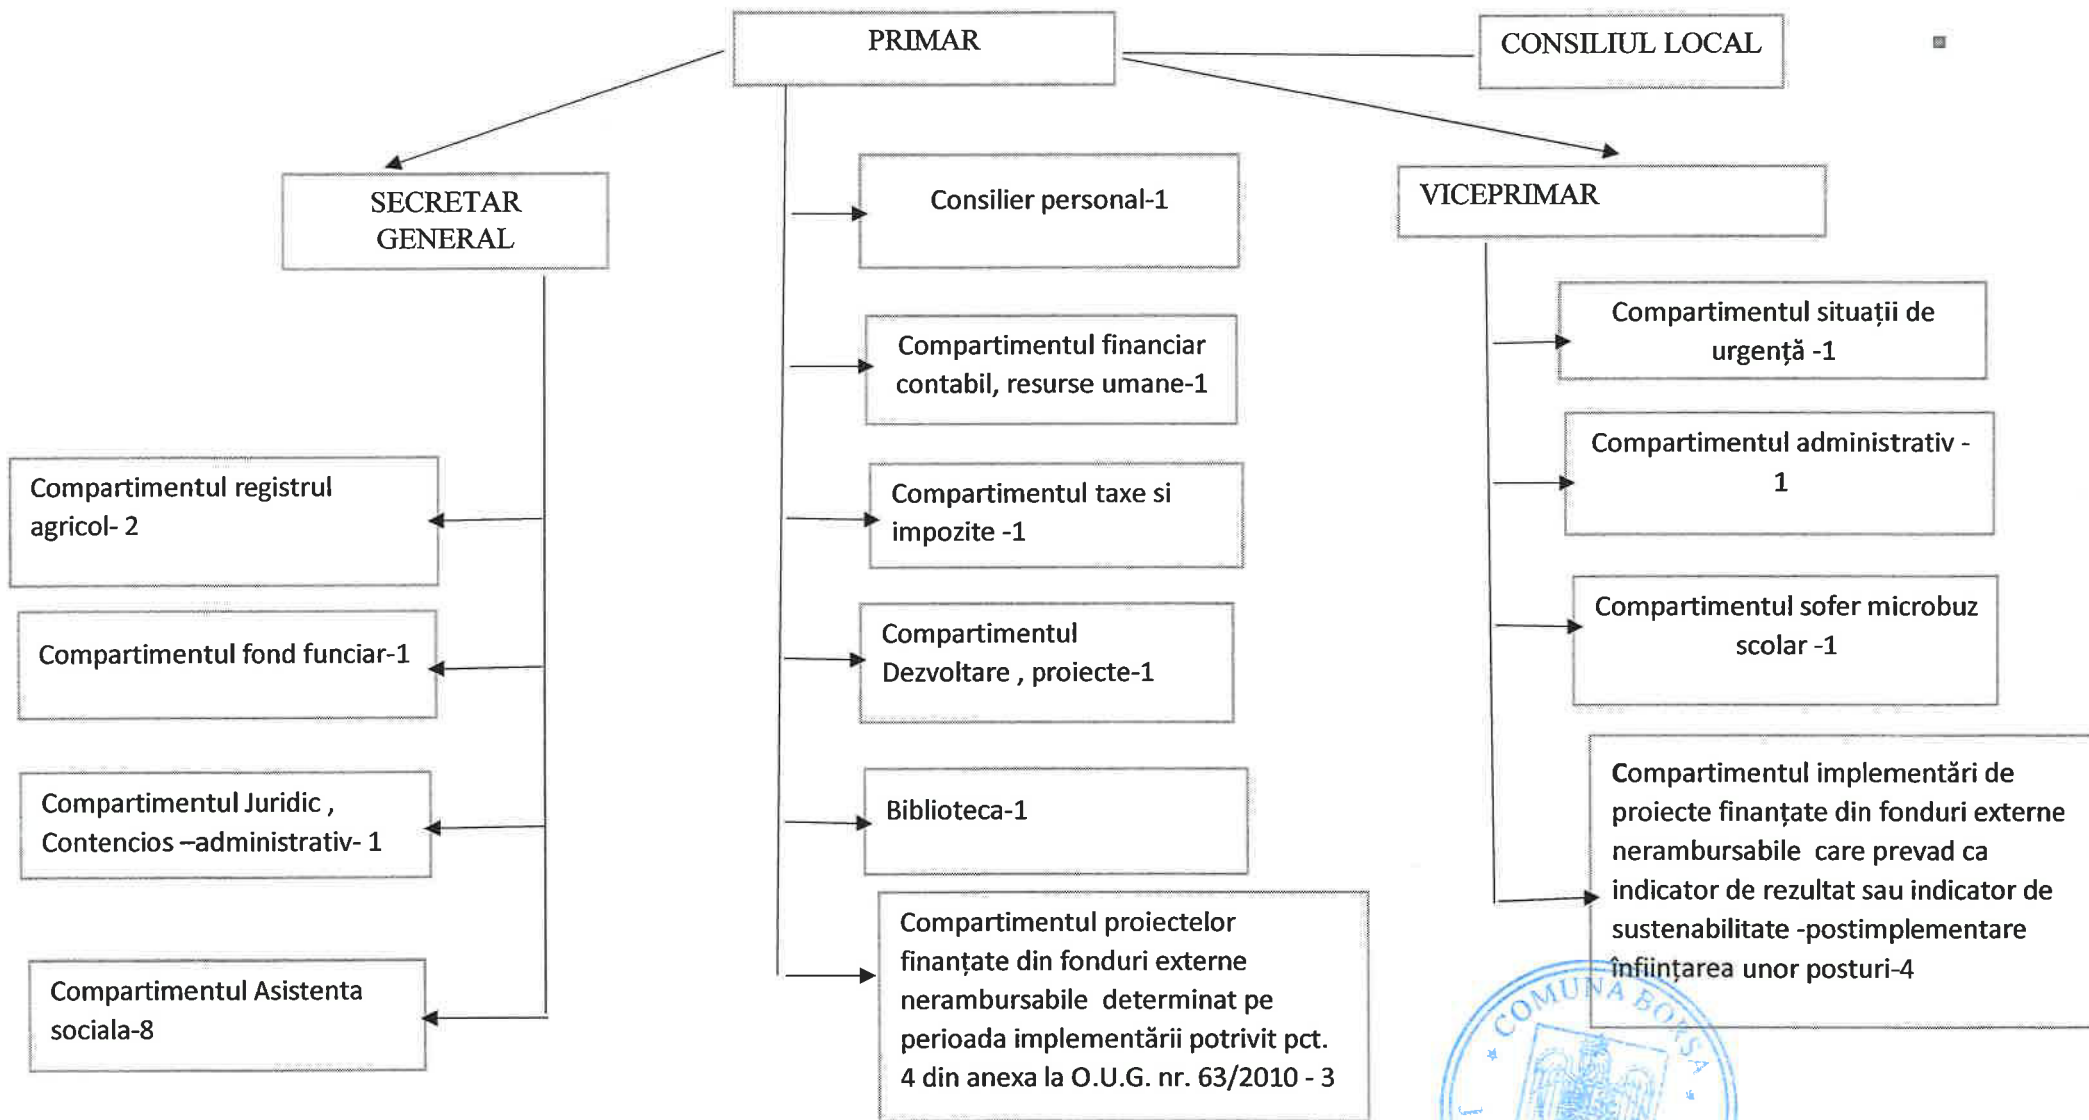 PRIMAR
CONSILIUL LOCAL
SECRETAR
GENERAL
Compartimentul registrul
agricol- 2
Compartimentul fond funciar-1
Compartimentul Juridic ,
Contencios –administrativ- 1
Compartimentul Asistenta
sociala-8
Consilier personal-1
Compartimentul financiar
contabil, resurse umane-1
Compartimentul taxe si
impozite -1
Compartimentul
Dezvoltare , proiecte-1
Biblioteca-1
Compartimentul proiectelor
finanțate din fonduri externe
nerambursabile determinat pe
perioada implementării potrivit pct.
4 din anexa la O.U.G. nr. 63/2010 - 3
VICEPRIMAR
Compartimentul situații de
urgență -1
Compartimentul administrativ -
1
Compartimentul sofer microbuz
scolar -1
Compartimentul implementări de
proiecte finanțate din fonduri externe
nerambursabile care prevad ca
indicator de rezultat sau indicator de
sustenabilitate -postimplementare
înființarea unor posturi-4
COMUNA BORȘA